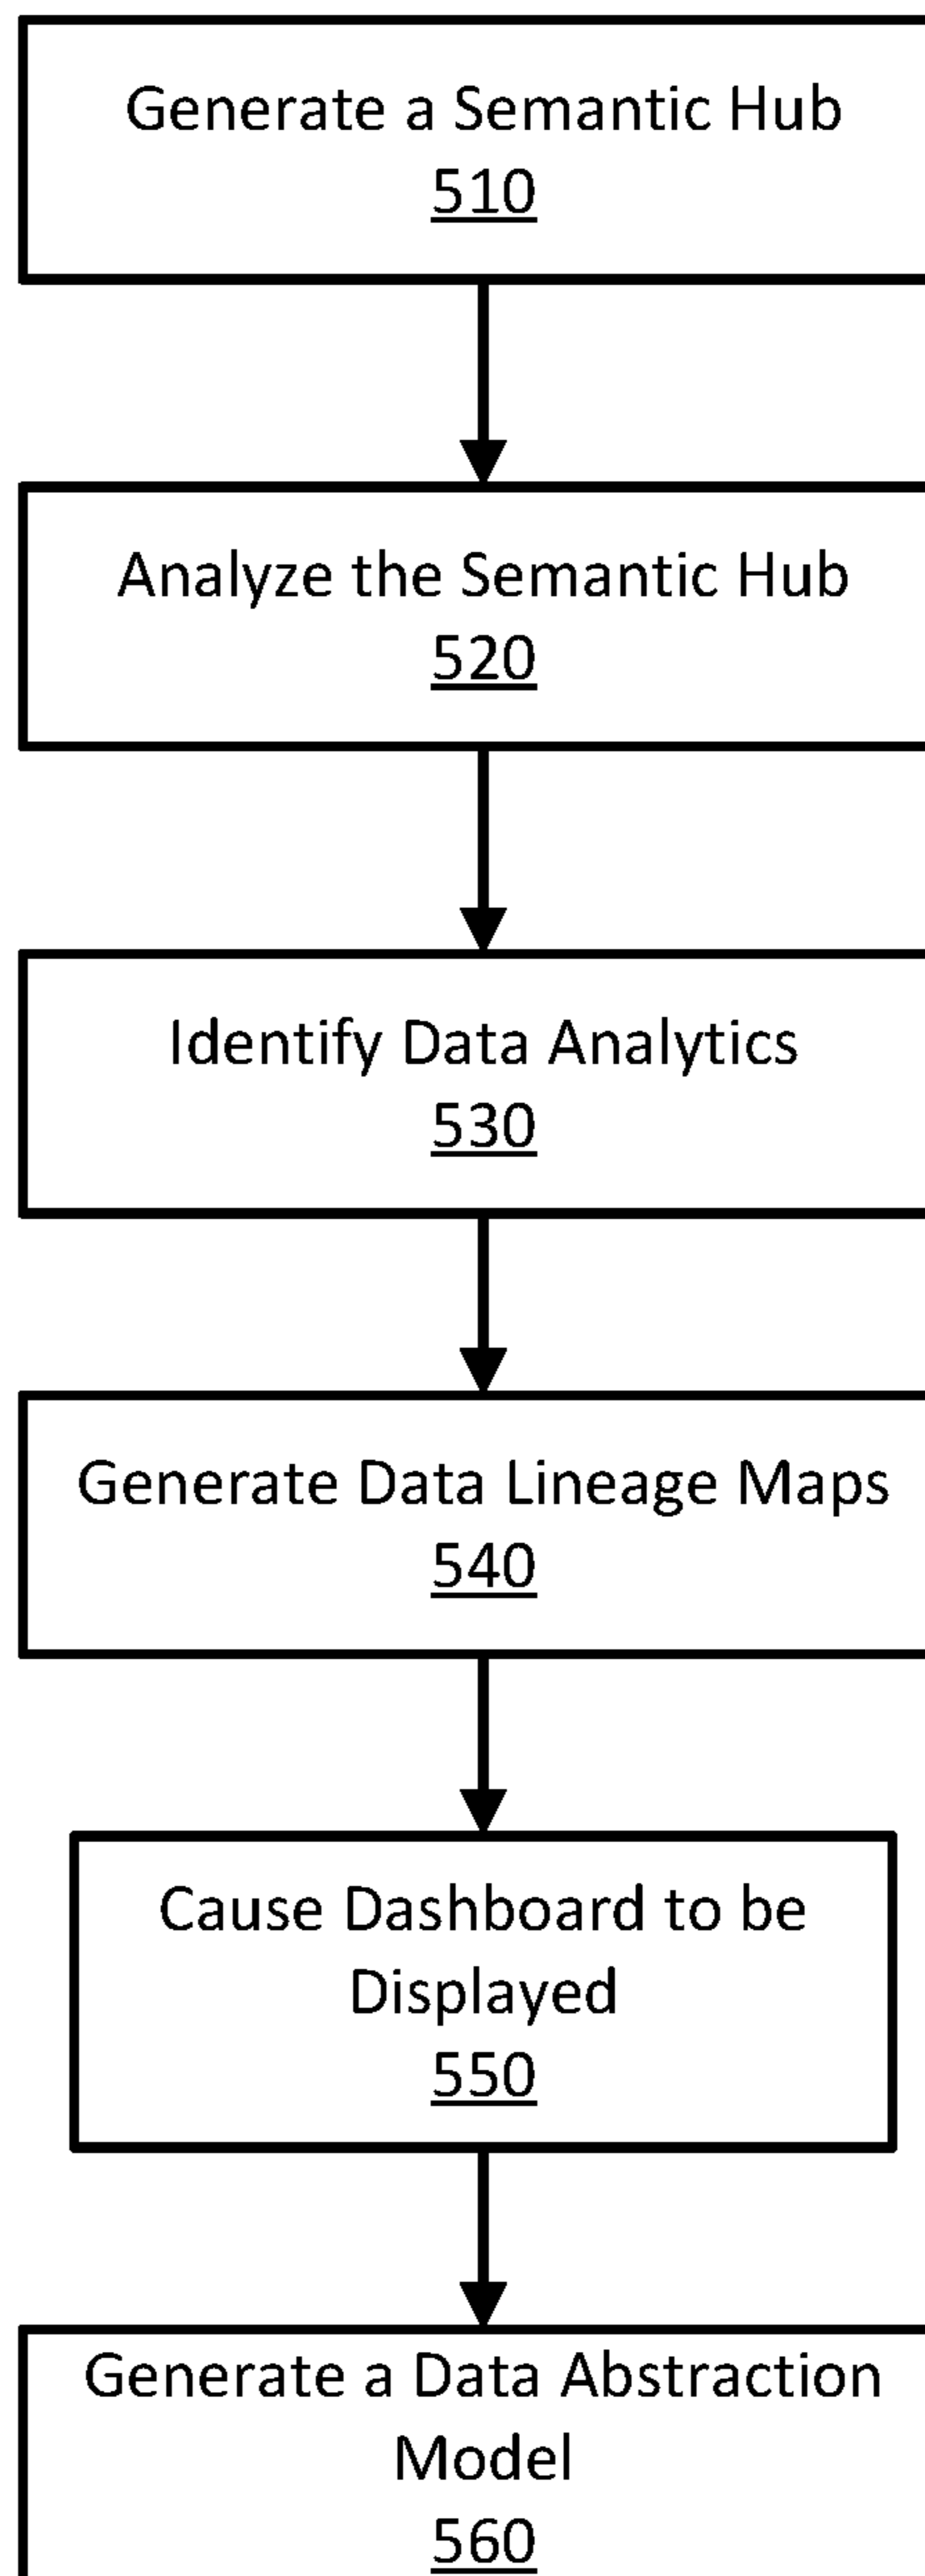 Generate a Semantic Hub
510
Analyze the Semantic Hub
520
Identify Data Analytics
530
Generate Data Lineage Maps
540
Cause Dashboard to be
Displayed
550
Generate a Data Abstraction
Model
560